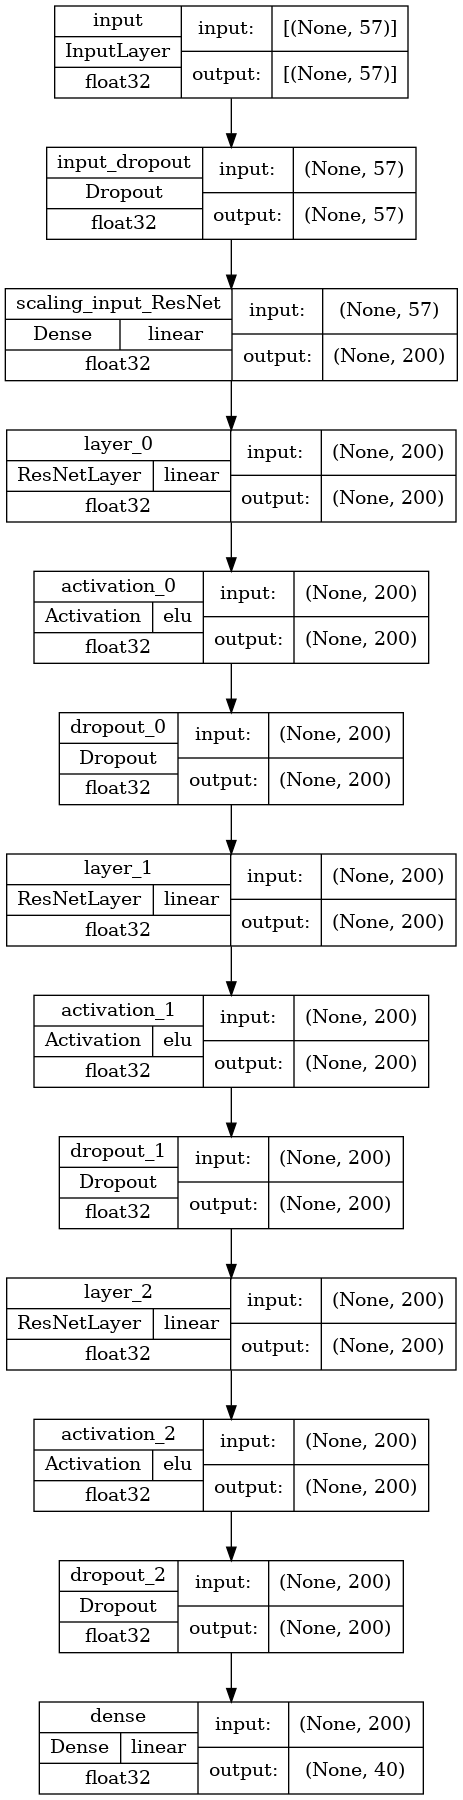 input
InputLayer
float32
input:
[(None, 57)]
output:
[(None, 57)]
input_dropout
Dropout
float32
input:
(None, 57)
output:
(None, 57)
scaling_input_ResNet
Dense
linear
float32
input:
(None, 57)
output:
(None, 200)
layer_0
ResNetLayer
linear
float32
input:
(None, 200)
output:
(None, 200)
activation_0
Activation
elu
float32
input:
(None, 200)
output:
(None, 200)
dropout_0
Dropout
float32
input:
(None, 200)
output:
(None, 200)
layer_1
ResNetLayer
linear
float32
input:
(None, 200)
output:
(None, 200)
activation_1
Activation
elu
float32
input:
(None, 200)
output:
(None, 200)
dropout_1
Dropout
float32
input:
(None, 200)
output:
(None, 200)
layer_2
ResNetLayer
linear
float32
input:
(None, 200)
output:
(None, 200)
activation_2
Activation
elu
float32
input:
(None, 200)
output:
(None, 200)
dropout_2
Dropout
float32
input:
(None, 200)
output:
(None, 200)
dense
Dense
linear
float32
input:
(None, 200)
output:
(None, 40)